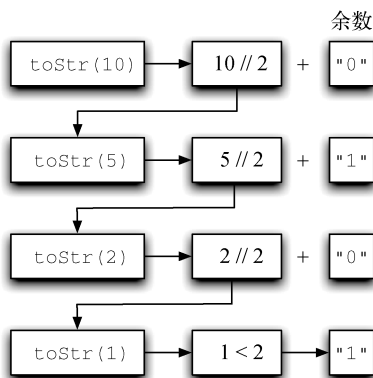 余数
toStr(10) 10 // 2 + "0"
toStr(5) 5 // 2 + "1"
toStr(2) 2 // 2 + "0"
toStr(1) 1 < 2 "1"